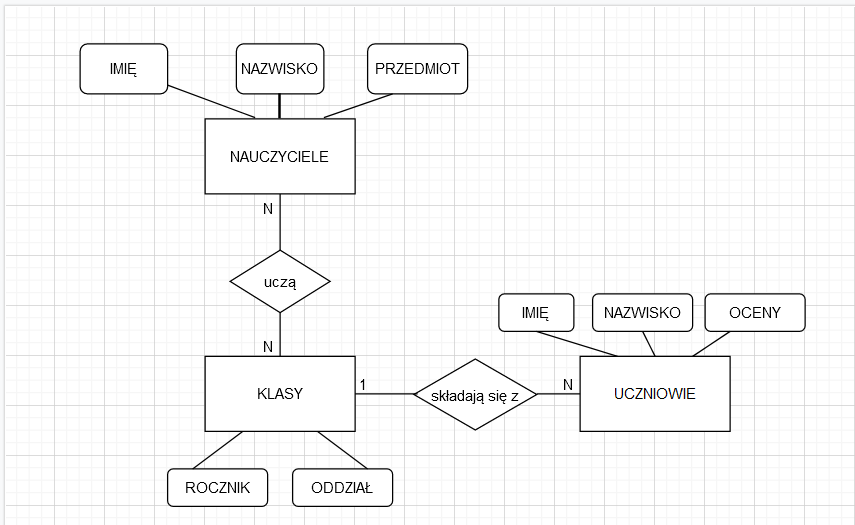 IMIĘ
NAZWISKO
PRZEDMIOT
NAUCZYCIELE
N
uczą
N
KLASY
1
składają się z
N
UCZNIOWIE
IMIĘ
NAZWISKO
OCENY
ROCZNIK
ODDZIAŁ